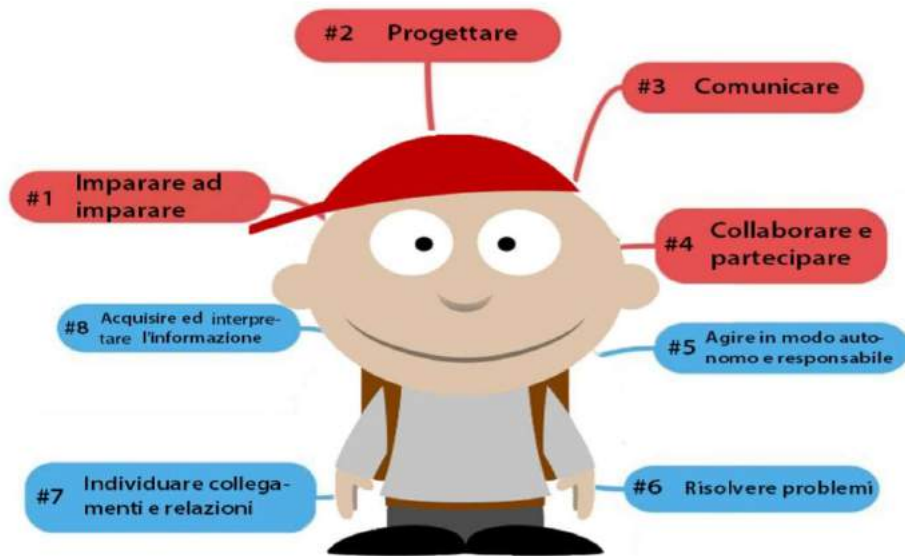 #1 Imparare ad
imparare
#2 Progettare
#3 Comunicare
#4 Collaborare e
partecipare
#5 Agire in modo auto-
nomo e responsabile
#6 Risolvere problemi
#7 Individuare collega-
menti e relazioni
#8 Acquisire ed interpre-
tare l'informazione